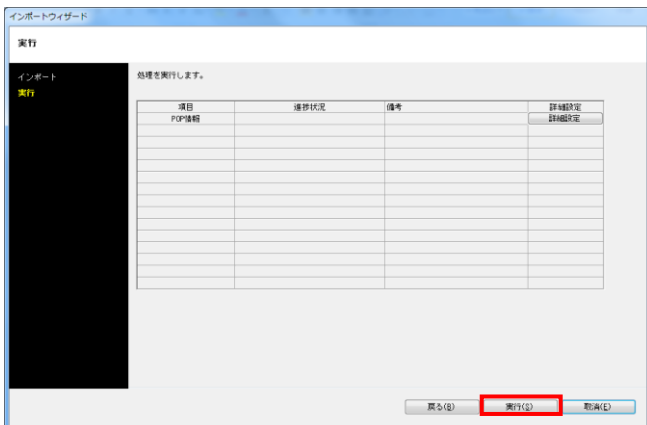 インポートウィザード
実行
インポート
実行
処理を実行します。
項目 進捗状況 備考 詳細設定
POP情報 詳細設定
戻る(B) 実行(S) 取消(E)